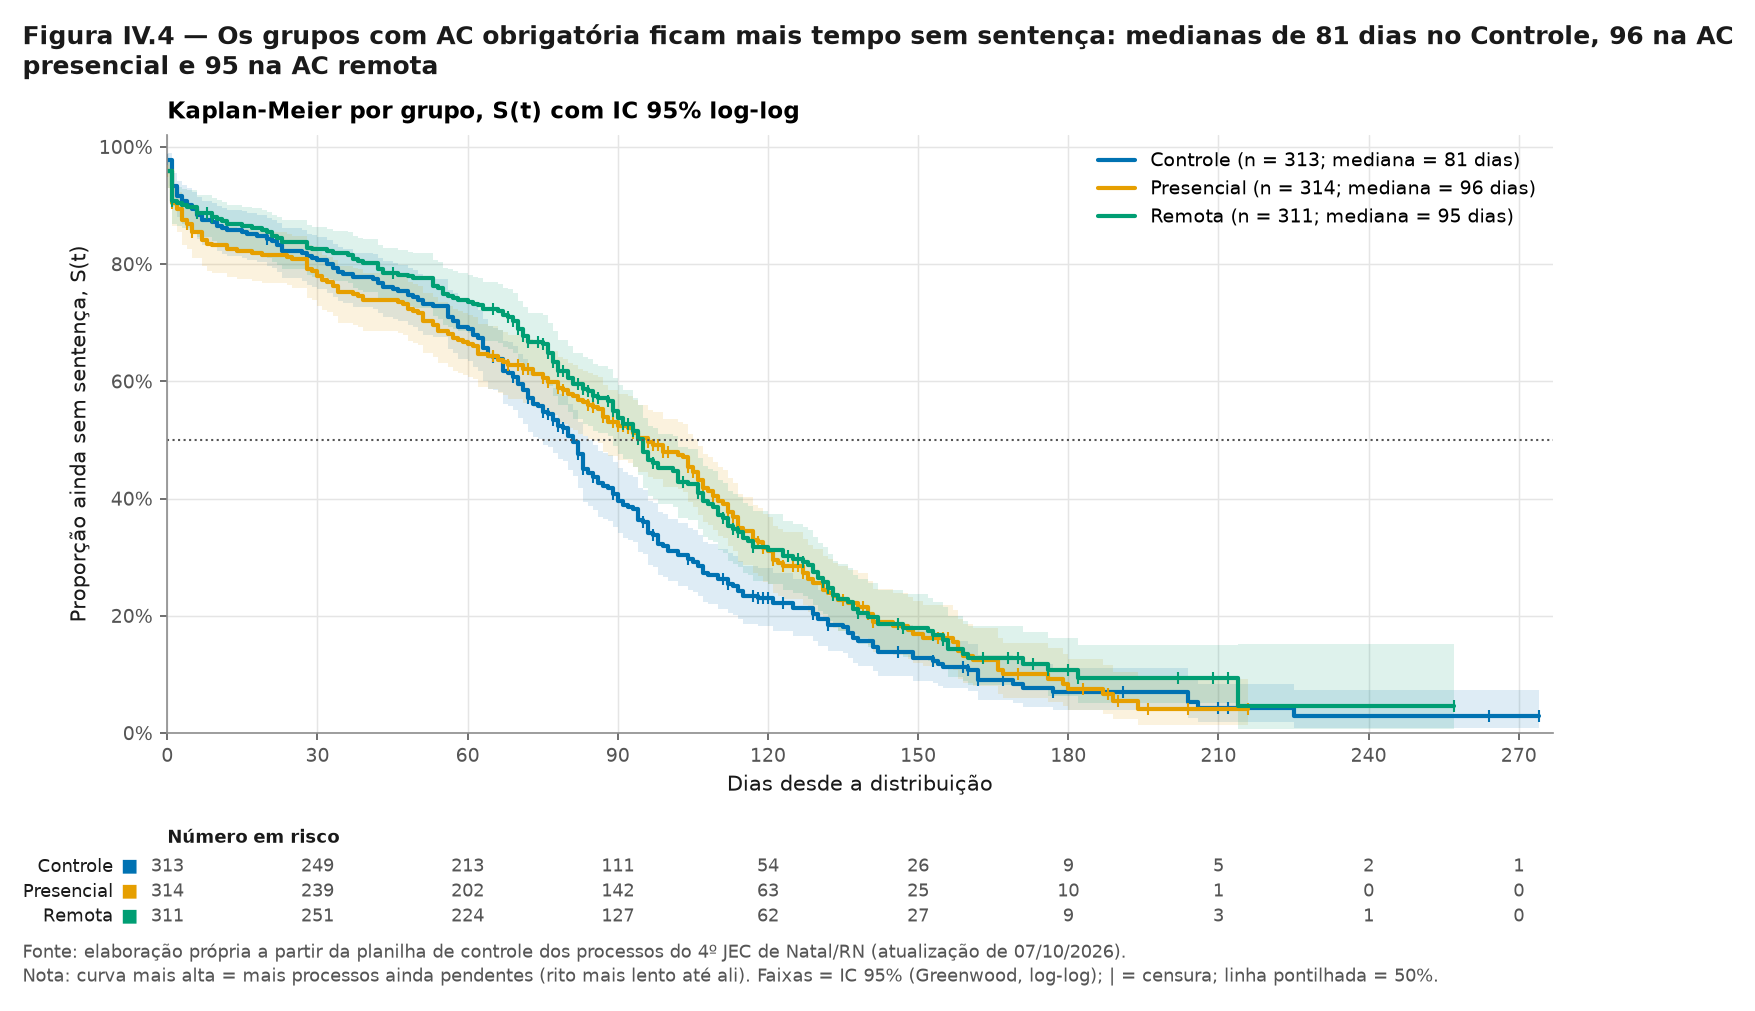 Figura IV.4 — Os grupos com AC obrigatória ficam mais tempo sem sentença: medianas de 81 dias no Controle, 96 na AC
presencial e 95 na AC remota
Kaplan-Meier por grupo, S(t) com IC 95% log-log
Controle (n = 313; mediana = 81 dias)
Presencial (n = 314; mediana = 96 dias)
Remota (n = 311; mediana = 95 dias)
Proporção ainda sem sentença, S(t)
100%
80%
60%
40%
20%
0%
0 30 60 90 120 150 180 210 240 270
Dias desde a distribuição
Número em risco
Controle 313 249 213 111 54 26 9 5 2 1
Presencial 314 239 202 142 63 25 10 1 0 0
Remota 311 251 224 127 62 27 9 3 1 0
Fonte: elaboração própria a partir da planilha de controle dos processos do 4º JEC de Natal/RN (atualização de 07/10/2026).
Nota: curva mais alta = mais processos ainda pendentes (rito mais lento até ali). Faixas = IC 95% (Greenwood, log-log); | = censura; linha pontilhada = 50%.